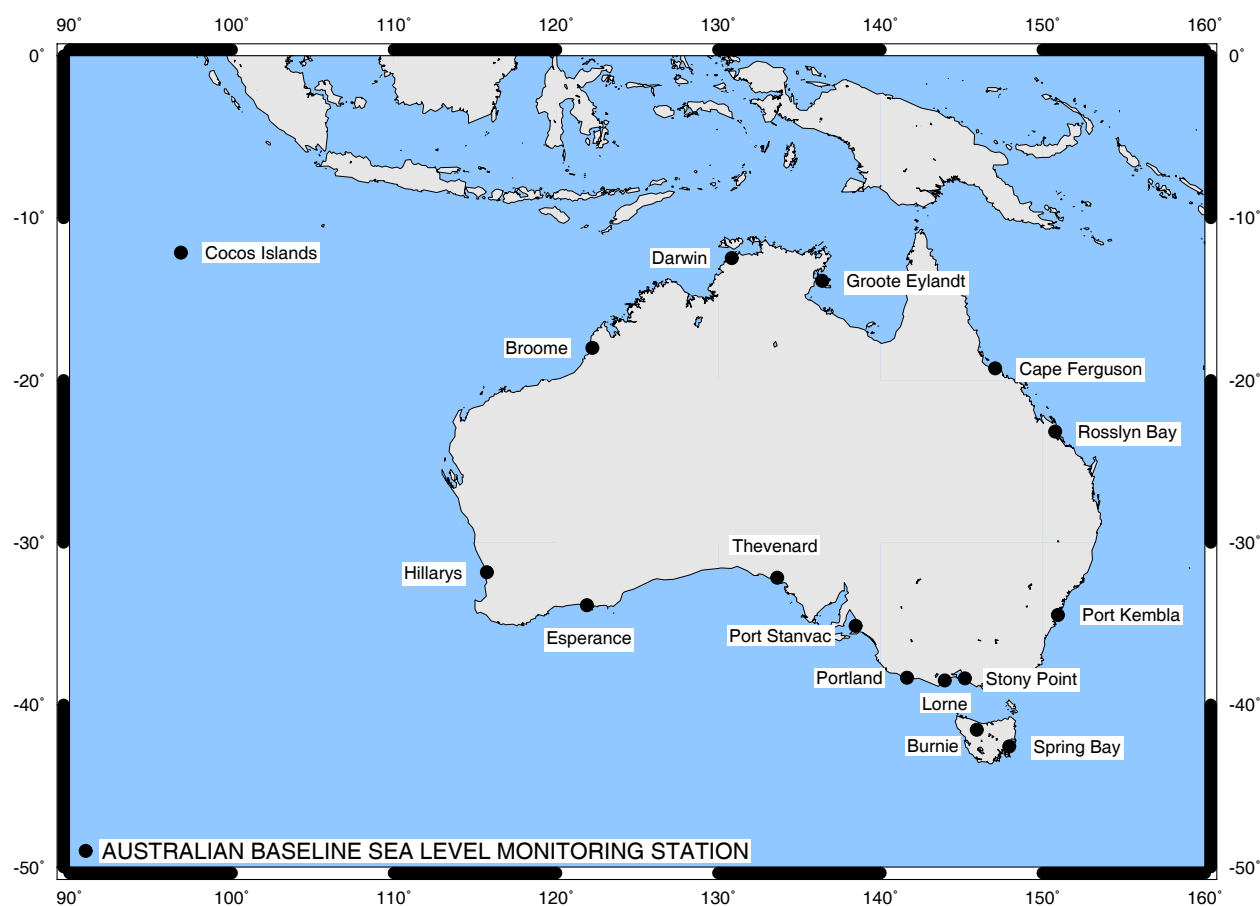 90˚ 100˚ 110˚ 120˚ 130˚ 140˚ 150˚ 160˚
0˚ 0˚
-10˚ -10˚
Cocos Islands
Darwin
Groote Eylandt
Broome
Cape Ferguson
-20˚ -20˚
Rosslyn Bay
-30˚ -30˚
Thevenard
Hillarys
Port Kembla
Esperance
Port Stanvac
Portland
Stony Point
Lorne
-40˚ -40˚
Burnie
Spring Bay
AUSTRALIAN BASELINE SEA LEVEL MONITORING STATION
-50˚ -50˚
90˚ 100˚ 110˚ 120˚ 130˚ 140˚ 150˚ 160˚